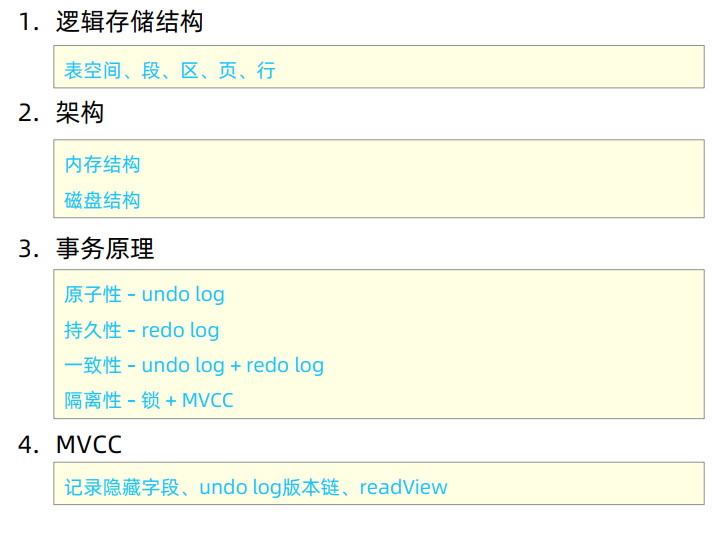 1. 逻辑存储结构
表空间、段、区、页、行
2. 架构
内存结构
磁盘结构
3. 事务原理
原子性 - undo log
持久性 - redo log
一致性 - undo log + redo log
隔离性 - 锁 + MVCC
4. MVCC
记录隐藏字段、undo log版本链、readView